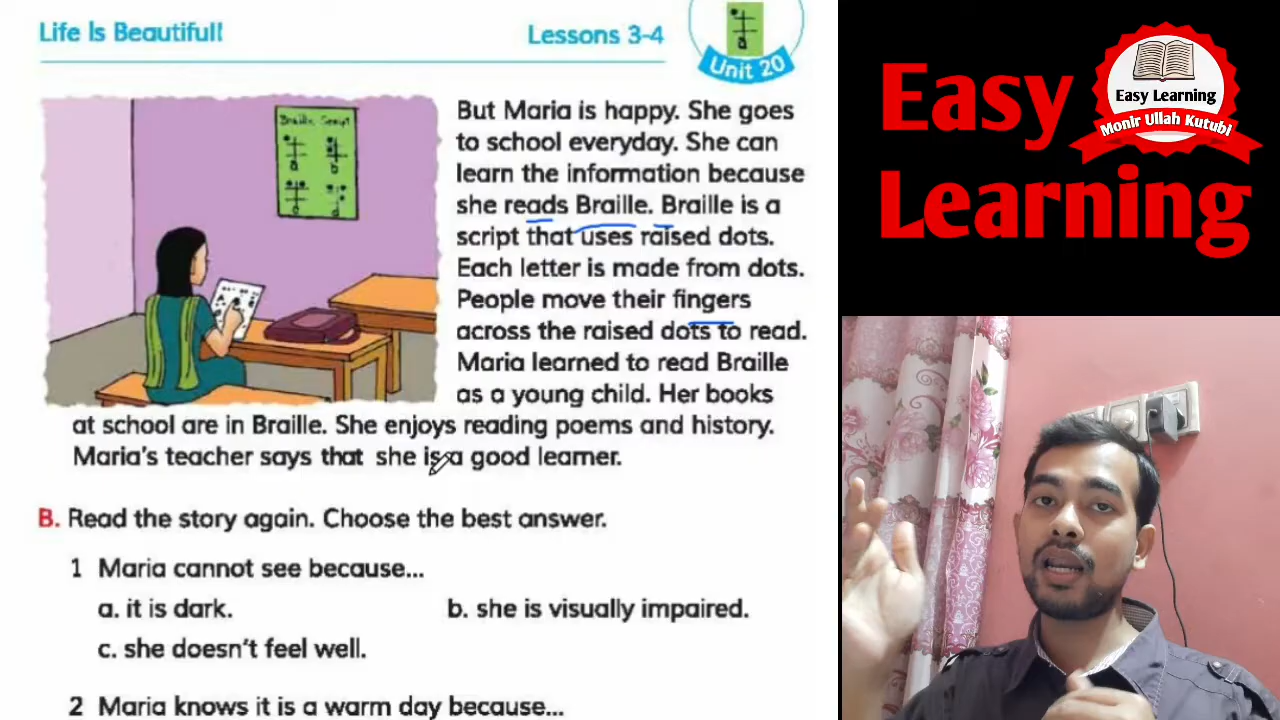 Life Is Beautiful!
Lessons 3-4
Unit 20
Braille Script
a
b
But Maria is happy. She goes
to school everyday. She can
learn the information because
she reads Braille. Braille is a
script that uses raised dots.
Each letter is made from dots.
People move their fingers
across the raised dots to read.
Maria learned to read Braille
as a young child. Her books
at school are in Braille. She enjoys reading poems and history.
Maria's teacher says that she is a good learner.
B. Read the story again. Choose the best answer.
1 Maria cannot see because...
a. it is dark.
b. she is visually impaired.
c. she doesn't feel well.
2 Maria knows it is a warm day because...
Easy
Learning
Easy Learning
Monir Ullah Kutubi